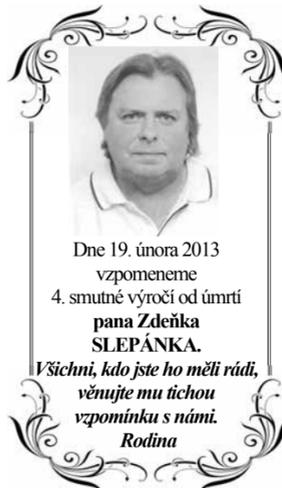 Dne 19. února 2013
vzpomeneme
4. smutné výročí od úmrtí
pana Zdeňka
SLEPÁNKA.
Všichni, kdo jste ho měli rádi,
věnujte mu tichou
vzpomínku s námi.
Rodina